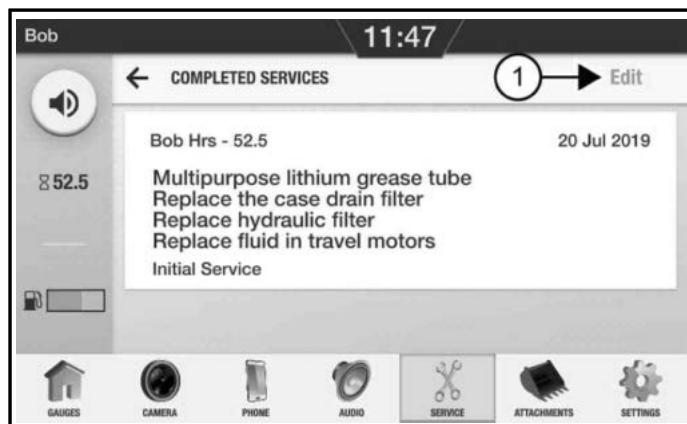 Bob
11:47
← COMPLETED SERVICES
1
Edit
Bob Hrs - 52.5
20 Jul 2019
52.5
Multipurpose lithium grease tube
Replace the case drain filter
Replace hydraulic filter
Replace fluid in travel motors
Initial Service
GAUGES
CAMERA
PHONE
AUDIO
SERVICE
ATTACHMENTS
SETTINGS